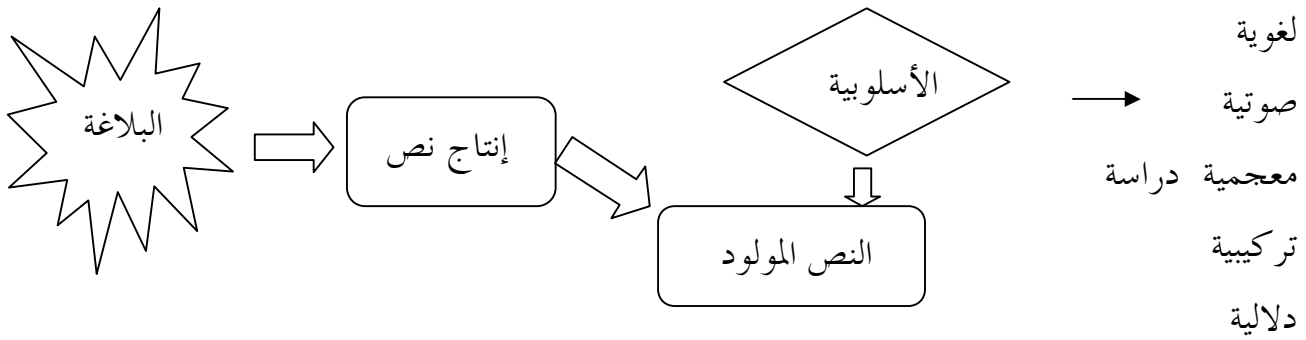 البلاغة
إنتاج نص
الأسلوبية
النص المولود
لغوية
صوتية
معجمية دراسة
تركيبية
دلالية